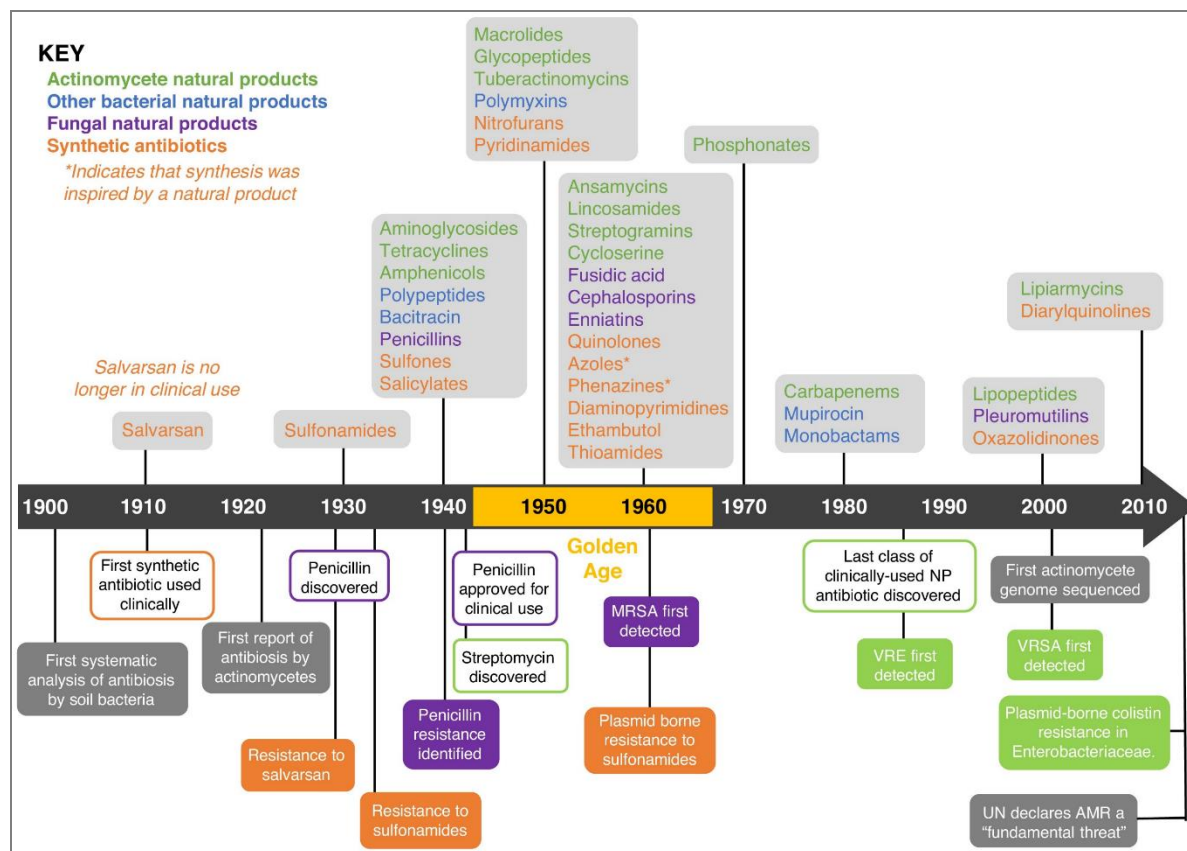 KEY
Actinomycete natural products
Other bacterial natural products
Fungal natural products
Synthetic antibiotics
*Indicates that synthesis was
inspired by a natural product
Salvarsan is no
longer in clinical use
Salvarsan
Sulfonamides
Aminoglycosides
Tetracyclines
Amphenicols
Polypeptides
Bacitracin
Penicillins
Sulfones
Salicylates
Macrolides
Glycopeptides
Tuberactinomycins
Polymyxins
Nitrofurans
Pyridinamides
Ansamycins
Lincosamides
Streptogramins
Cycloserine
Fusidic acid
Cephalosporins
Enniatins
Quinolones
Azoles*
Phenazines*
Diaminopyrimidines
Ethambutol
Thioamides
Phosphonates
Carbapenems
Mupirocin
Monobactams
Lipopeptides
Pleuromutilins
Oxazolidinones
Lipiarmycins
Diarylquinolines
1900 1910 1920 1930 1940 1950 1960 1970 1980 1990 2000 2010
Golden
Age
First systematic
analysis of antibiosis
by soil bacteria
First synthetic
antibiotic used
clinically
First report of
antibiosis by
actinomycetes
Penicillin
discovered
Resistance to
salvarsan
Resistance to
sulfonamides
Penicillin
resistance
identified
Penicillin
approved for
clinical use
Streptomycin
discovered
MRSA first
detected
Plasmid borne
resistance to
sulfonamides
Last class of
clinically-used NP
antibiotic discovered
VRE first
detected
First actinomycete
genome sequenced
VRSA first
detected
Plasmid-borne colistin
resistance in
Enterobacteriaceae.
UN declares AMR a
“fundamental threat”